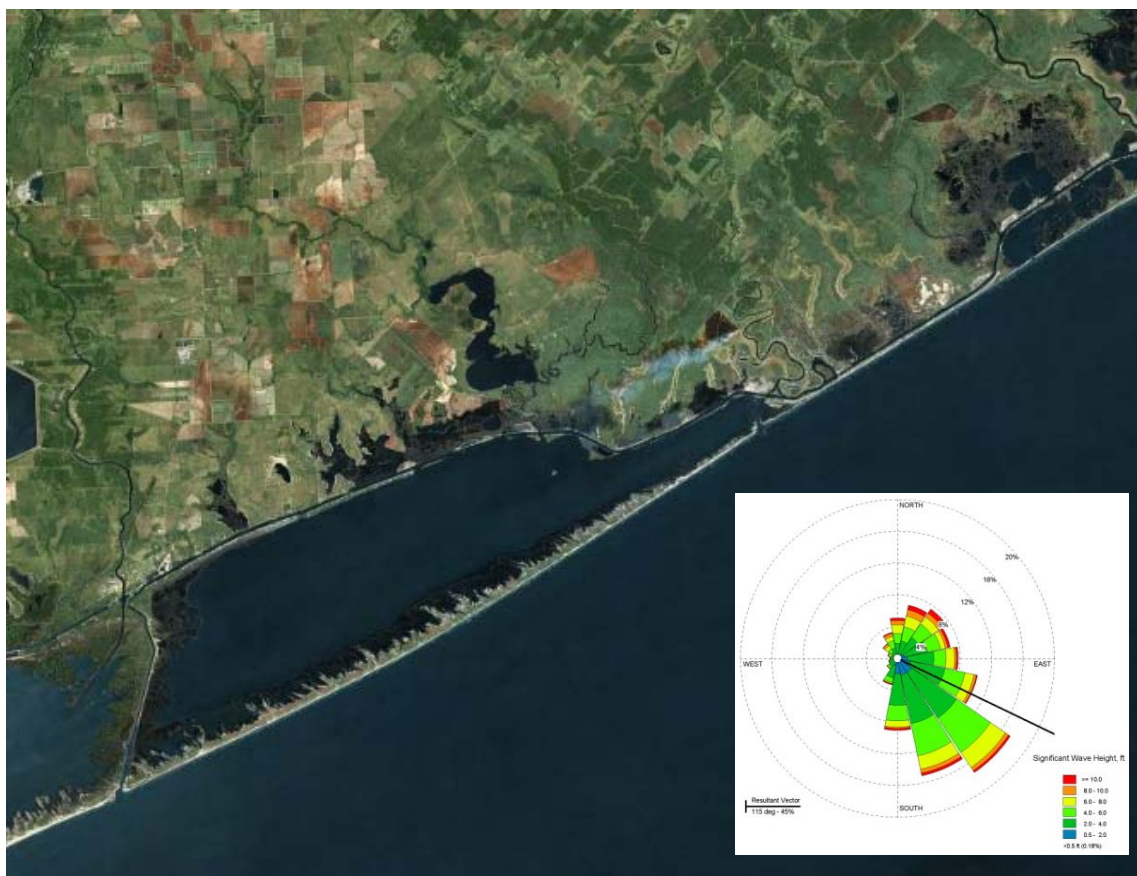 NORTH
20%
16%
12%
8%
4%
WEST
EAST
Significant Wave Height, ft
>= 10.0
8.0 - 10.0
6.0 - 8.0
4.0 - 6.0
2.0 - 4.0
0.5 - 2.0
<0.5 ft (0.18%)
Resultant Vector
115 deg - 45%
SOUTH